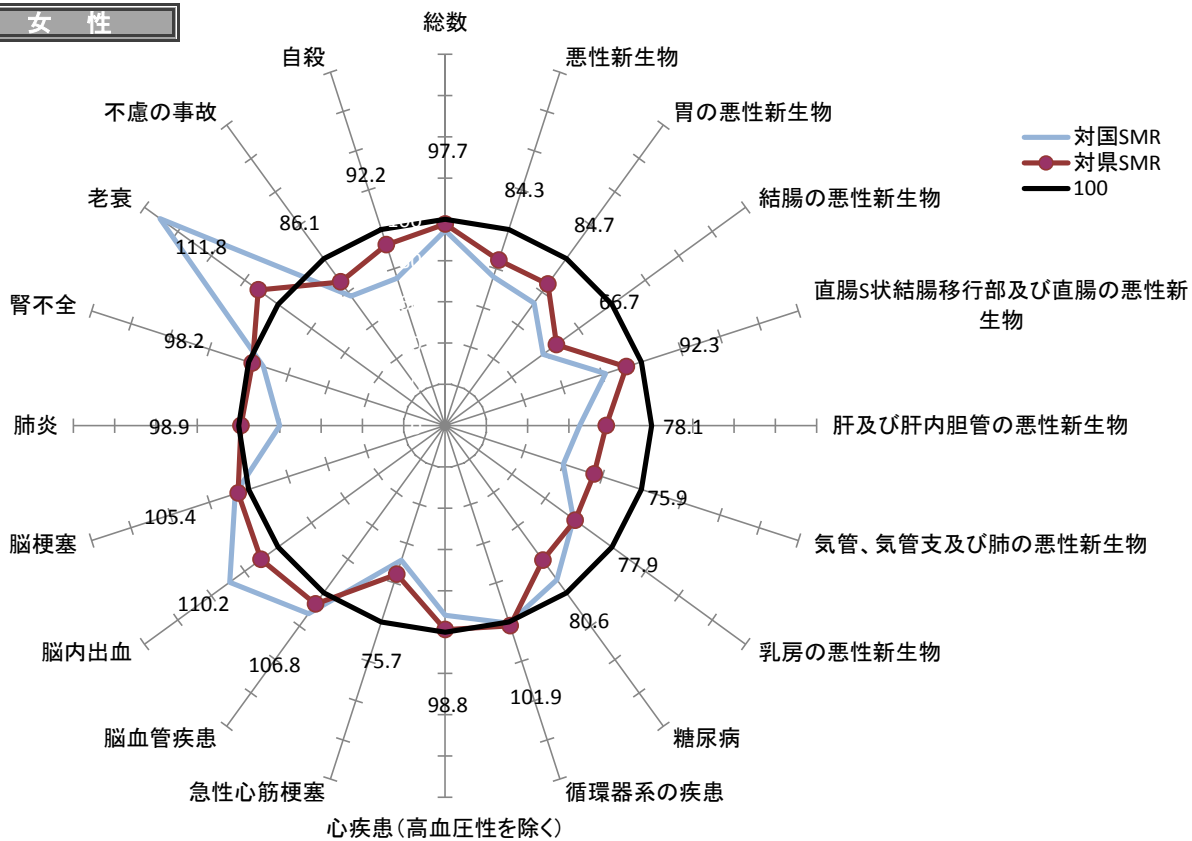 女 性
総数
自殺
悪性新生物
不慮の事故
胃の悪性新生物
対国SMR
対県SMR
100
97.7
92.2
84.3
老衰
結腸の悪性新生物
86.1
84.7
100
111.8
直腸S状結腸移行部及び直腸の悪性新
生物
腎不全
66.7
98.2
92.3
肺炎
98.9
78.1
肝及び肝内胆管の悪性新生物
75.9
105.4
脳梗塞
気管、気管支及び肺の悪性新生物
77.9
110.2
脳内出血
80.6
乳房の悪性新生物
106.8
75.7
98.8
101.9
脳血管疾患
糖尿病
急性心筋梗塞
循環器系の疾患
心疾患(高血圧性を除く)